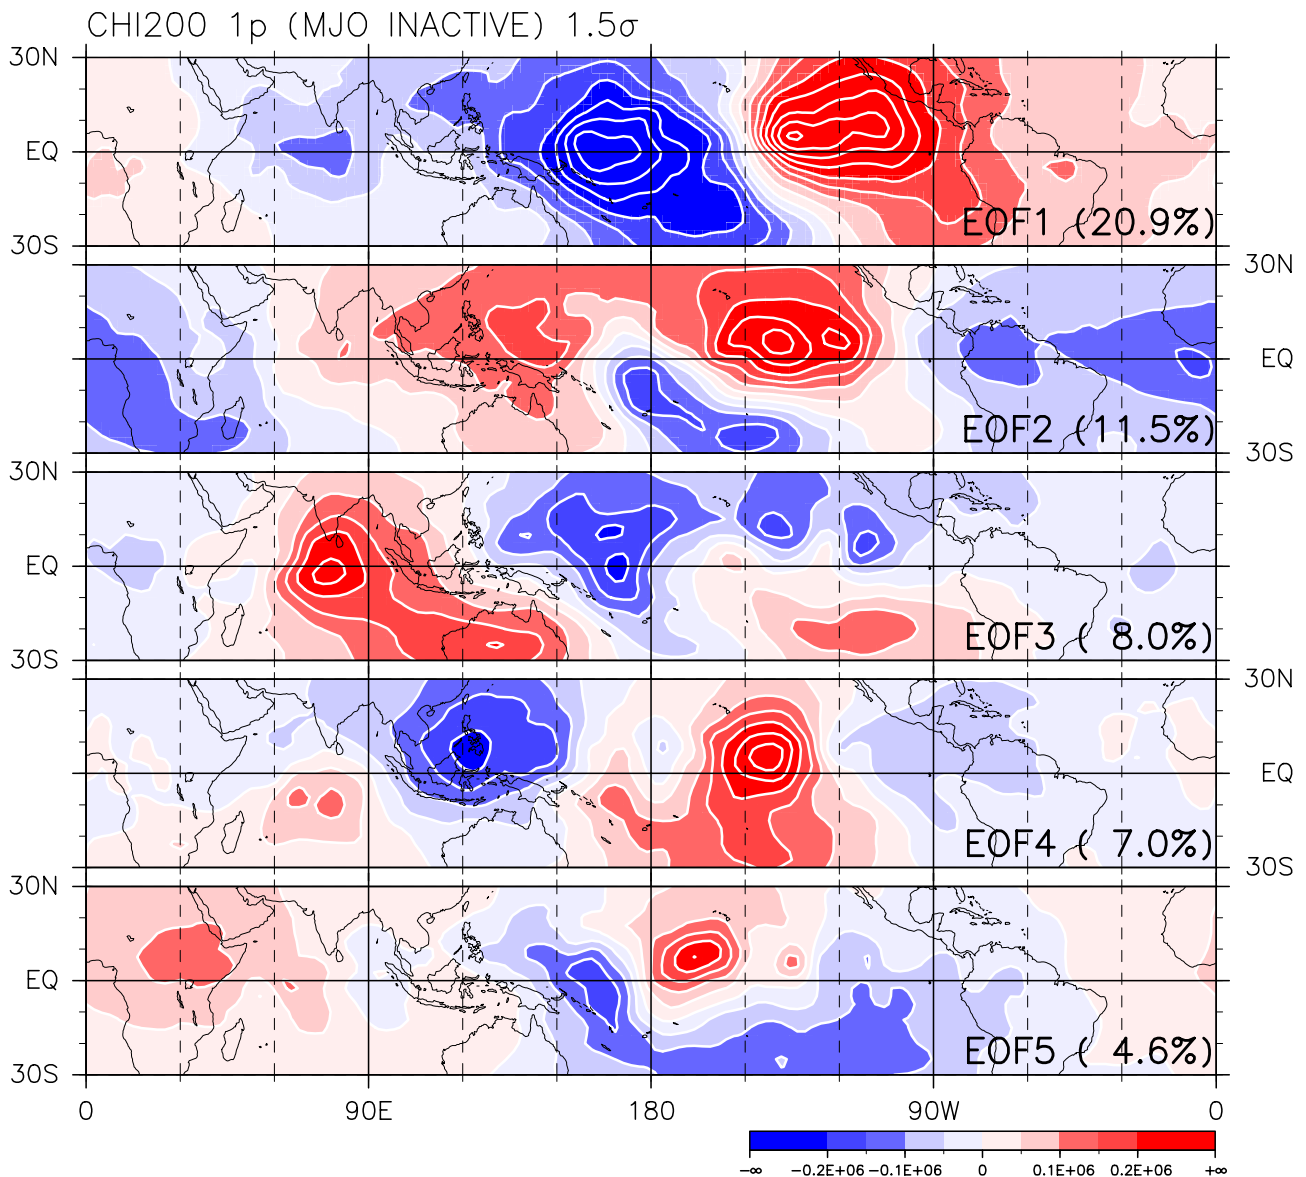 CHI200 1p (MJO INACTIVE) 1.5σ
30N
EQ
30S
EOF1 (20.9%)
30N
EQ
30S
EOF2 (11.5%)
30N
EQ
30S
EOF3 ( 8.0%)
30N
EQ
30S
EOF4 ( 7.0%)
30N
EQ
30S
EOF5 ( 4.6%)
0 90E 180 90W 0
-∞ -0.2E+06 -0.1E+06 0 0.1E+06 0.2E+06 +∞